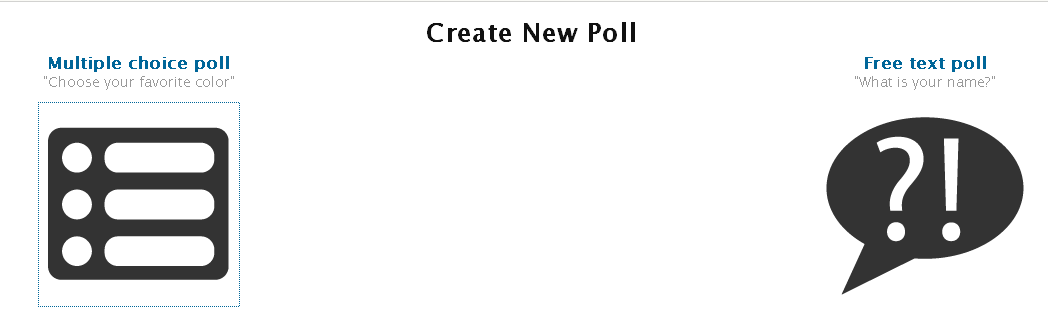 Create New Poll
Multiple choice poll
"Choose your favorite color"
Free text poll
"What is your name?"
?!